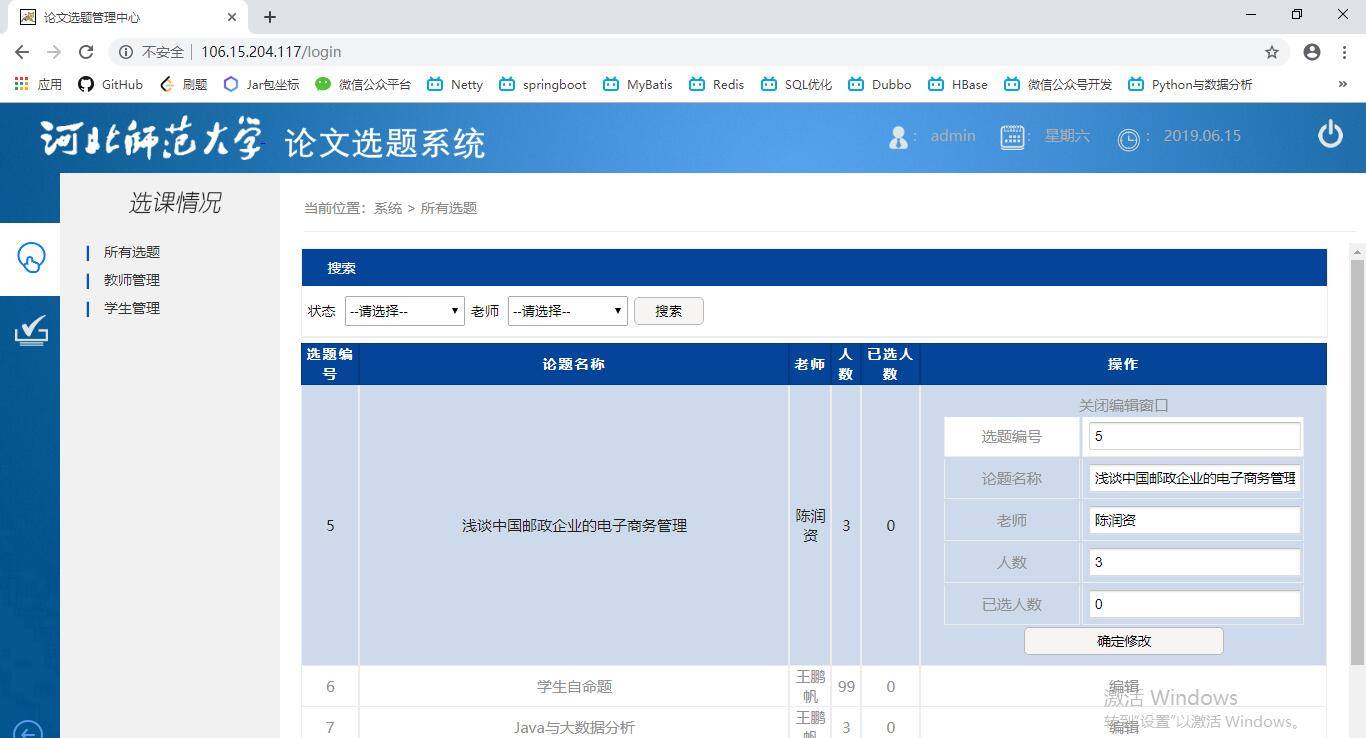 论文选题管理中心
不安全 106.15.204.117/login
应用 GitHub 刷题 Jar包坐标 微信公众平台 Netty springboot MyBatis Redis SQL优化 Dubbo HBase 微信公众号开发 Python与数据分析 »
河北师范大学 论文选题系统 : admin : 星期六 : 2019.06.15
选课情况
所有选题
教师管理
学生管理
当前位置: 系统 > 所有选题
搜索
状态 --请选择-- 老师 --请选择-- 搜索
选题编号 论题名称 老师 人数 已选人数 操作
5 浅谈中国邮政企业的电子商务管理 陈润资 3 0
关闭编辑窗口
选题编号 5
论题名称 浅谈中国邮政企业的电子商务管理
老师 陈润资
人数 3
已选人数 0
确定修改
6 学生自命题 王鹏帆 99 0 编辑
7 Java与大数据分析 王鹏帆 3 0 编辑
激活 Windows
转到"设置"以激活 Windows。